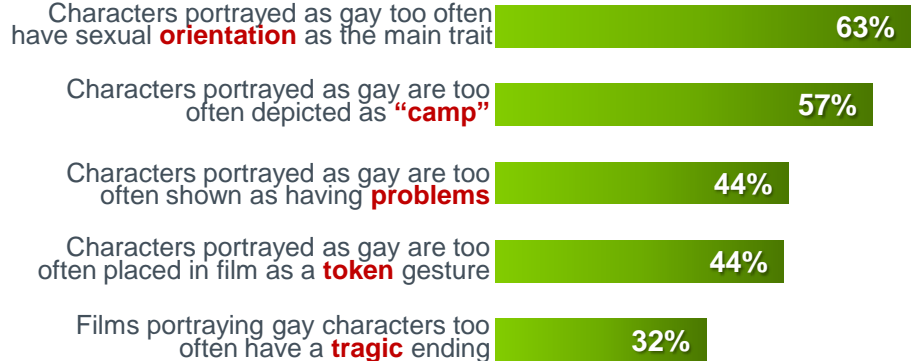 Characters portrayed as gay too often
have sexual orientation as the main trait
63%
Characters portrayed as gay are too
often depicted as “camp”
57%
Characters portrayed as gay are too
often shown as having problems
44%
Characters portrayed as gay are too
often placed in film as a token gesture
44%
Films portraying gay characters too
often have a tragic ending
32%